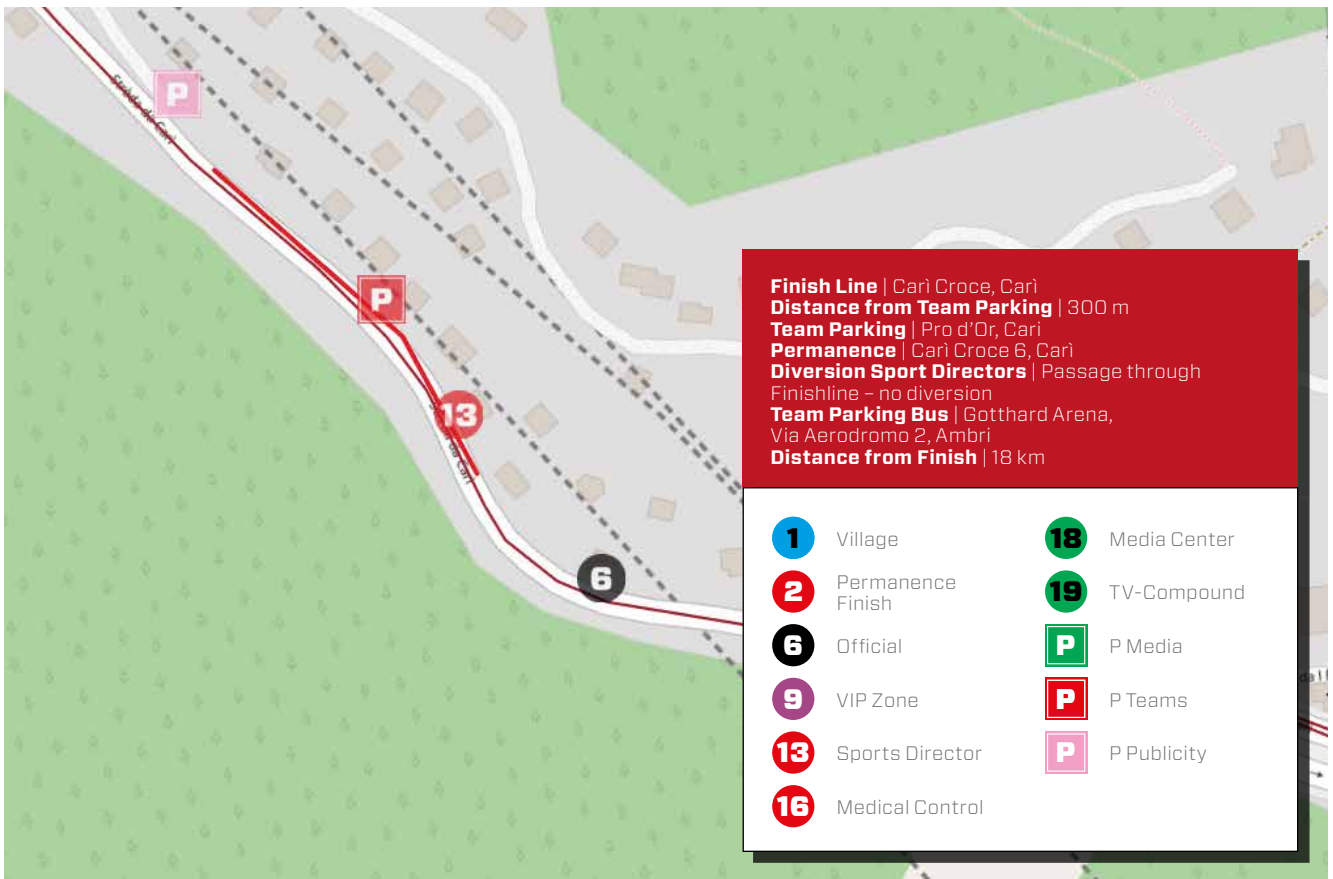 Strada da Carì
P
P
13
6
Finish Line | Carì Croce, Carì
Distance from Team Parking | 300 m
Team Parking | Pro d'Or, Cari
Permanence | Carì Croce 6, Carì
Diversion Sport Directors | Passage through
Finishline – no diversion
Team Parking Bus | Gotthard Arena,
Via Aerodromo 2, Ambri
Distance from Finish | 18 km
1 Village
2 Permanence
Finish
6 Official
9 VIP Zone
13 Sports Director
16 Medical Control
18 Media Center
19 TV-Compound
P P Media
P P Teams
P P Publicity